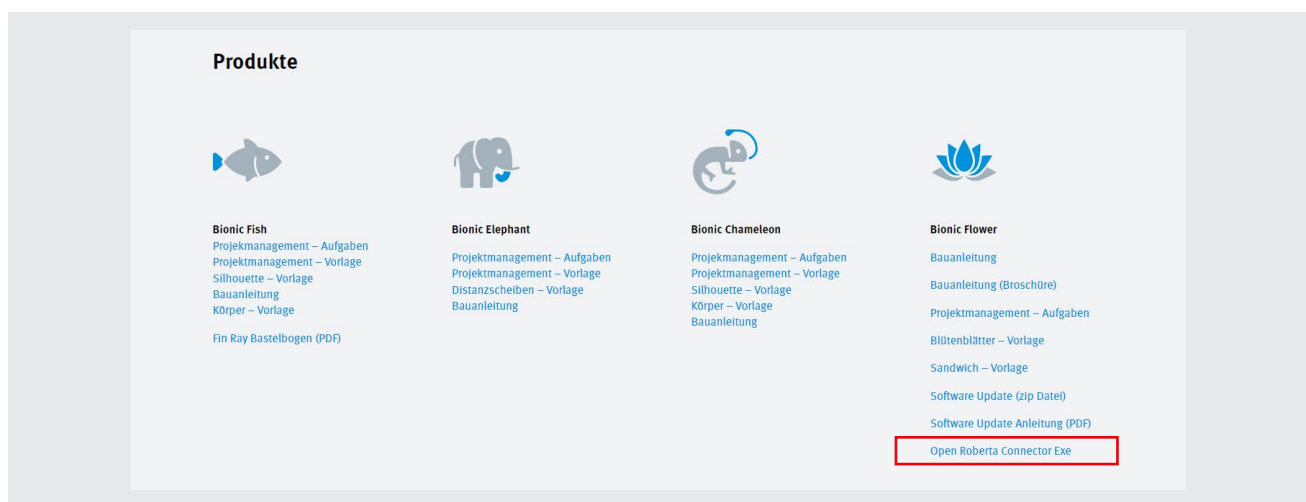 Produkte
Bionic Fish
Projekmanagement – Aufgaben
Projektmanagement – Vorlage
Silhouette – Vorlage
Bauanleitung
Körper – Vorlage
Fin Ray Bastelbogen (PDF)
Bionic Elephant
Projektmanagement – Aufgaben
Projektmanagement – Vorlage
Distanzscheiben – Vorlage
Bauanleitung
Bionic Chameleon
Projekmanagement – Aufgaben
Projektmanagement – Vorlage
Silhouette – Vorlage
Körper – Vorlage
Bauanleitung
Bionic Flower
Bauanleitung
Bauanleitung (Broschüre)
Projektmanagement – Aufgaben
Blütenblätter – Vorlage
Sandwich – Vorlage
Software Update (zip Datei)
Software Update Anleitung (PDF)
Open Roberta Connector Exe